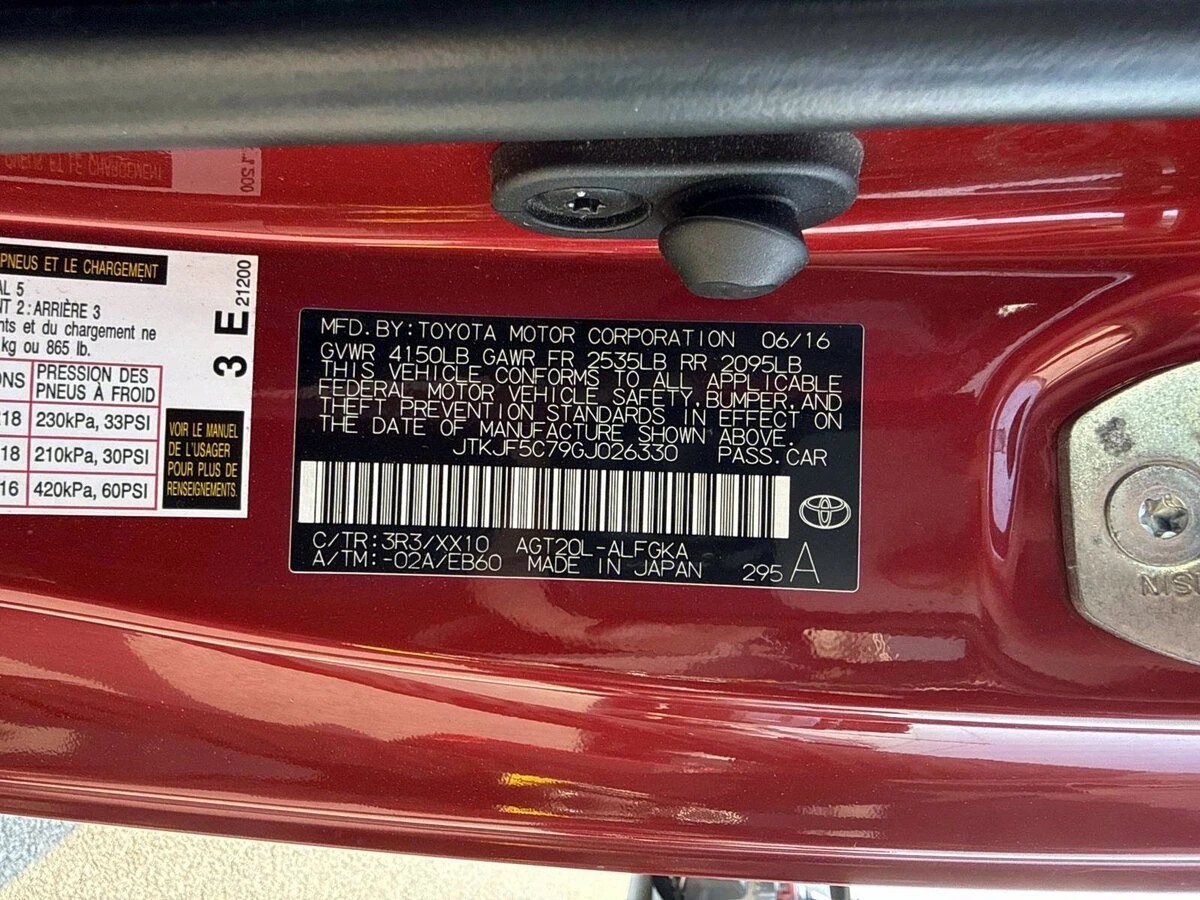 PNEUS ET LE CHARGEMENT
AL 5
NT 2: ARRIÈRE 3
nts et du chargement ne
kg ou 865 lb.
ONS PRESSION DES PNEUS À FROID
218 230kPa, 33PSI
18 210kPa, 30PSI
16 420kPa, 60PSI
VOIR LE MANUEL
DE L'USAGER
POUR PLUS DE
RENSEIGNEMENTS.
3 E 21200
MFD. BY: TOYOTA MOTOR CORPORATION 06/16
GVWR 4150LB GAWR FR 2535LB RR 2095LB
THIS VEHICLE CONFORMS TO ALL APPLICABLE
FEDERAL MOTOR VEHICLE SAFETY, BUMPER, AND
THEFT PREVENTION STANDARDS IN EFFECT ON
THE DATE OF MANUFACTURE SHOWN ABOVE.
JTKJF5C79GJ026330 PASS. CAR
C/TR: 3R3/XX10 AGT20L-ALFGKA
A/TM: -02A/EB60 MADE IN JAPAN 295 A
NIS